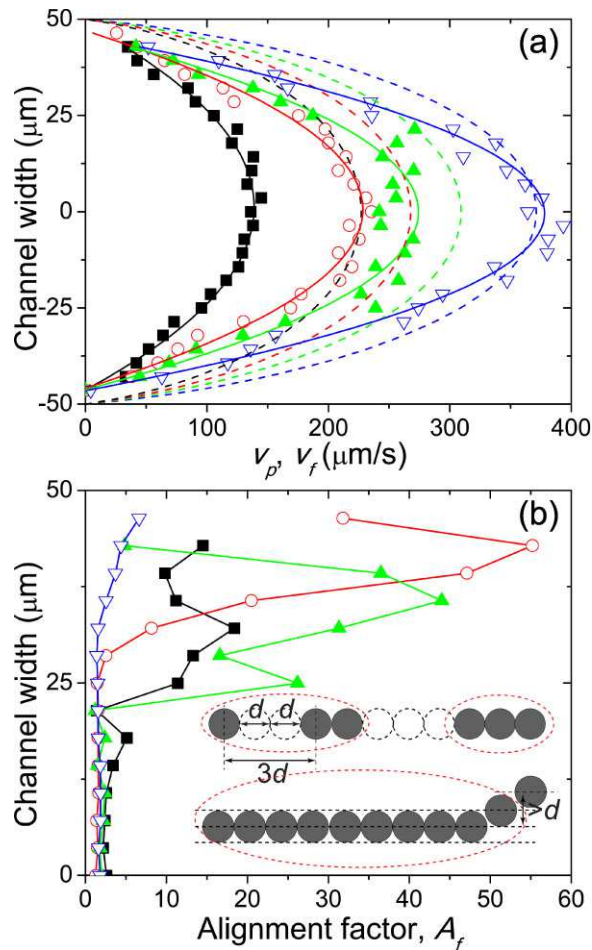 (a)
50
25
0
-25
-50
Channel width (μm)
0 100 200 300 400
v_p, v_f (μm/s)
(b)
50
25
0
Channel width (μm)
d d
3d
>d
0 10 20 30 40 50 60
Alignment factor, A_f